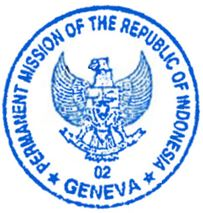 PERMANENT MISSION OF THE REPUBLIC OF INDONESIA
02
★ GENEVA ★